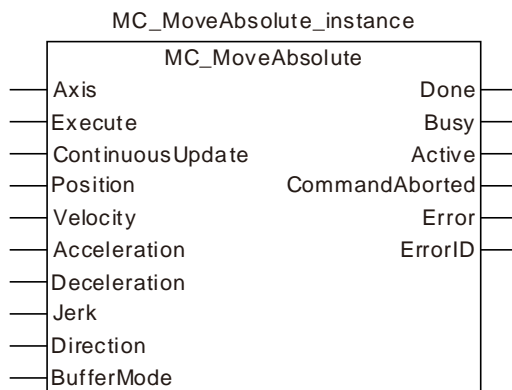 MC_MoveAbsolute_instance
MC_MoveAbsolute
Axis Done
Execute Busy
ContinuousUpdate Active
Position CommandAborted
Velocity Error
Acceleration ErrorID
Deceleration
Jerk
Direction
BufferMode